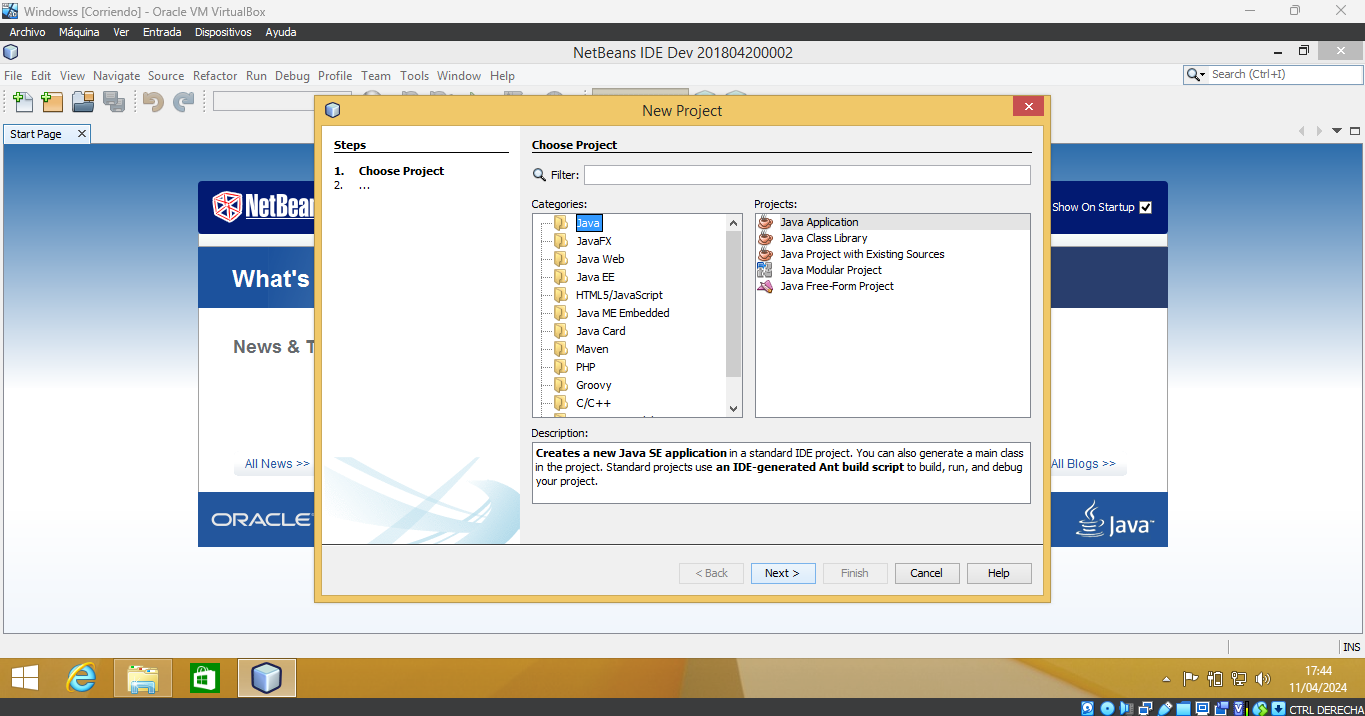 Windowss [Corriendo] - Oracle VM VirtualBox
Archivo Máquina Ver Entrada Dispositivos Ayuda
NetBeans IDE Dev 201804200002
File Edit View Navigate Source Refactor Run Debug Profile Team Tools Window Help
Search (Ctrl+I)
Start Page
New Project
Steps
1. Choose Project
2. ...
Choose Project
Filter:
Categories:
Java
JavaFX
Java Web
Java EE
HTML5/JavaScript
Java ME Embedded
Java Card
Maven
PHP
Groovy
C/C++
Projects:
Java Application
Java Class Library
Java Project with Existing Sources
Java Modular Project
Java Free-Form Project
Description:
Creates a new Java SE application in a standard IDE project. You can also generate a main class
in the project. Standard projects use an IDE-generated Ant build script to build, run, and debug
your project.
< Back Next > Finish Cancel Help
NetBean
Show On Startup
What's
News & T
All News >>
All Blogs >>
ORACLE
Java
INS
17:44
11/04/2024
CTRL DERECHA